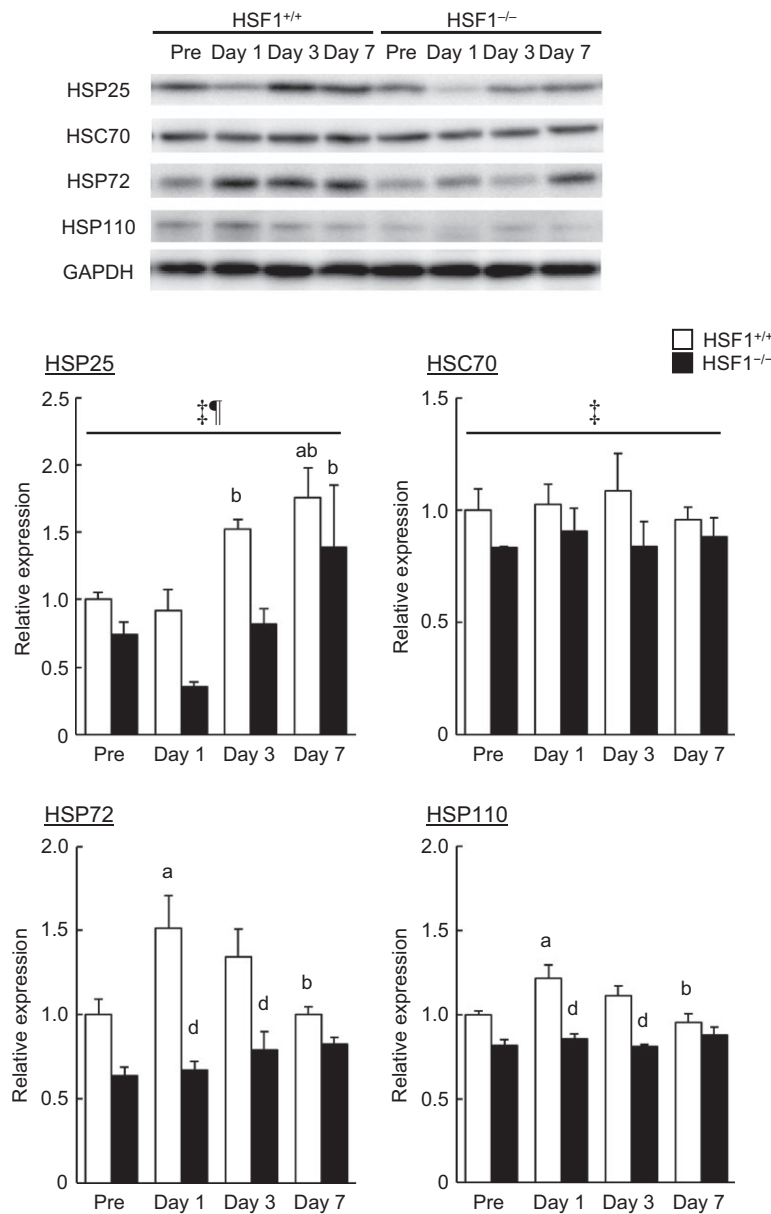 HSF1+/+ HSF1–/–
Pre Day 1 Day 3 Day 7 Pre Day 1 Day 3 Day 7
HSP25
HSC70
HSP72
HSP110
GAPDH
HSF1+/+
HSF1–/–
HSP25
2.5
2.0
1.5
1.0
0.5
0
Relative expression
‡¶
b
ab
b
Pre Day 1 Day 3 Day 7
HSC70
1.5
1.0
0.5
0
Relative expression
‡
Pre Day 1 Day 3 Day 7
HSP72
2.0
1.5
1.0
0.5
0
Relative expression
a
d
d
b
Pre Day 1 Day 3 Day 7
HSP110
2.0
1.5
1.0
0.5
0
Relative expression
a
d
d
b
Pre Day 1 Day 3 Day 7